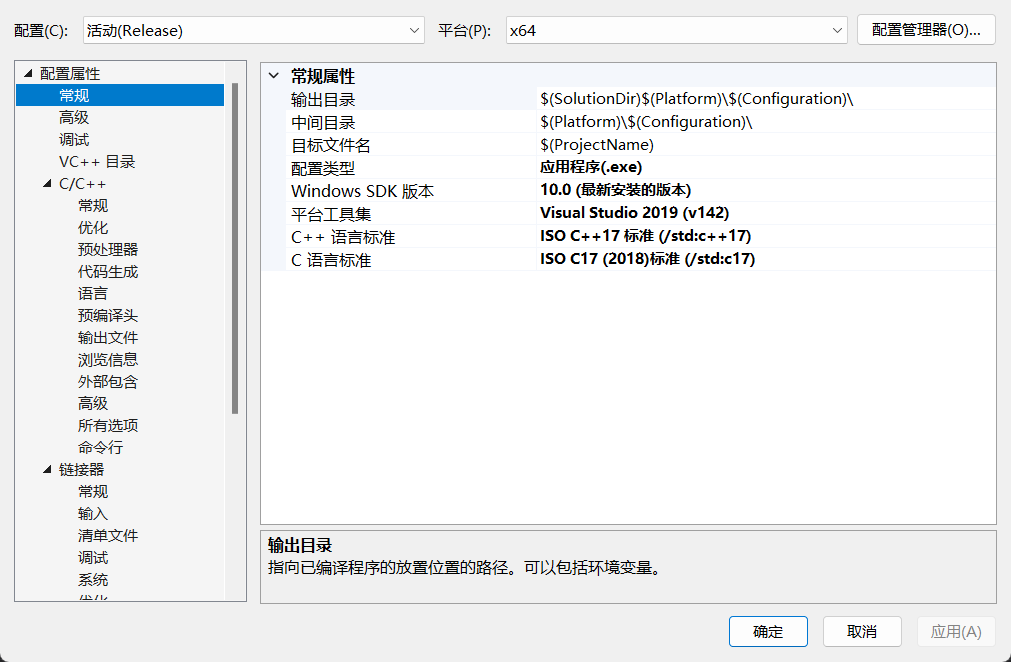 配置(C): 活动(Release) 平台(P): x64 配置管理器(O)...
配置属性
常规
高级
调试
VC++ 目录
C/C++
常规
优化
预处理器
代码生成
语言
预编译头
输出文件
浏览信息
外部包含
高级
所有选项
命令行
链接器
常规
输入
清单文件
调试
系统
优化
常规属性
输出目录 $(SolutionDir)$(Platform)\$(Configuration)\
中间目录 $(Platform)\$(Configuration)\
目标文件名 $(ProjectName)
配置类型 应用程序(.exe)
Windows SDK 版本 10.0 (最新安装的版本)
平台工具集 Visual Studio 2019 (v142)
C++ 语言标准 ISO C++17 标准 (/std:c++17)
C 语言标准 ISO C17 (2018)标准 (/std:c17)
输出目录
指向已编译程序的放置位置的路径。可以包括环境变量。
确定 取消 应用(A)